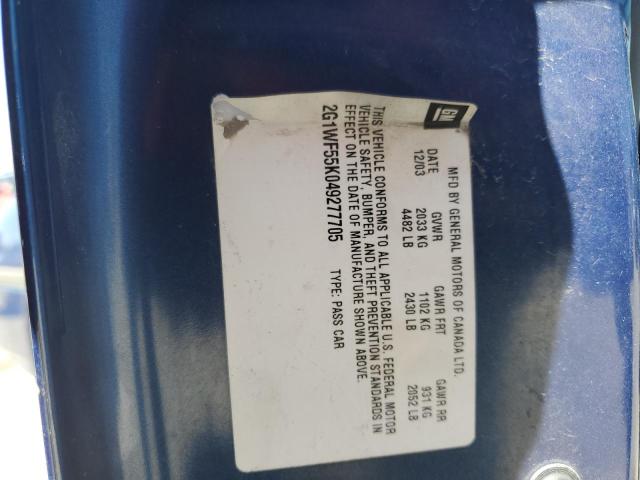 GM
MFD BY GENERAL MOTORS OF CANADA LTD.
DATE GVWR GAWR FRT GAWR RR
12/03 2033 KG 1102 KG 931 KG
4482 LB 2430 LB 2052 LB
THIS VEHICLE CONFORMS TO ALL APPLICABLE U.S. FEDERAL MOTOR
VEHICLE SAFETY, BUMPER, AND THEFT PREVENTION STANDARDS IN
EFFECT ON THE DATE OF MANUFACTURE SHOWN ABOVE.
2G1WF55K049277705 TYPE: PASS CAR